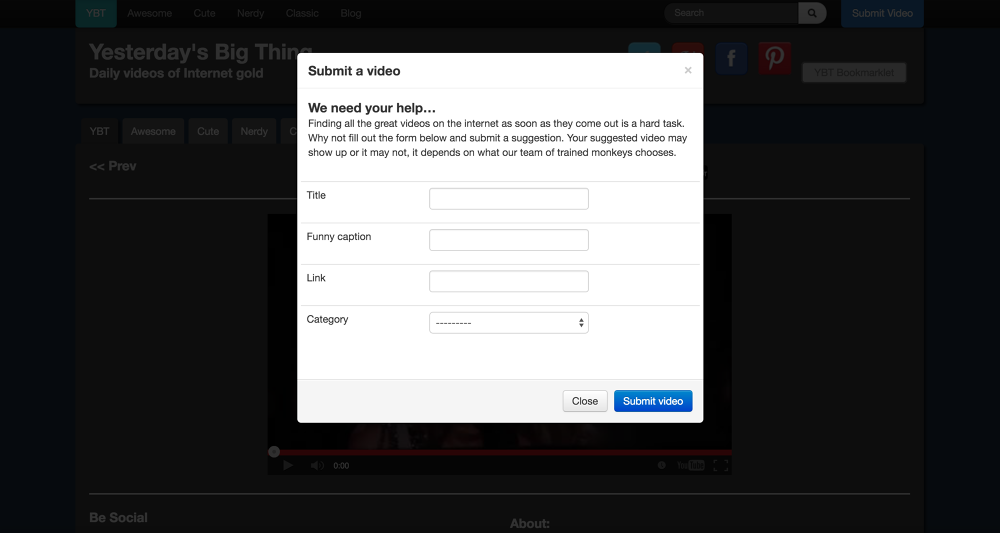 YBT Awesome Cute Nerdy Classic Blog Search Submit Video
Yesterday's Big Thing
Daily videos of Internet gold
YBT Bookmarklet
YBT Awesome Cute Nerdy
<< Prev
Submit a video ×
We need your help…
Finding all the great videos on the internet as soon as they come out is a hard task.
Why not fill out the form below and submit a suggestion. Your suggested video may
show up or it may not, it depends on what our team of trained monkeys chooses.
Title
Funny caption
Link
Category ---------
Close Submit video
0:00 YouTube
Be Social
About: